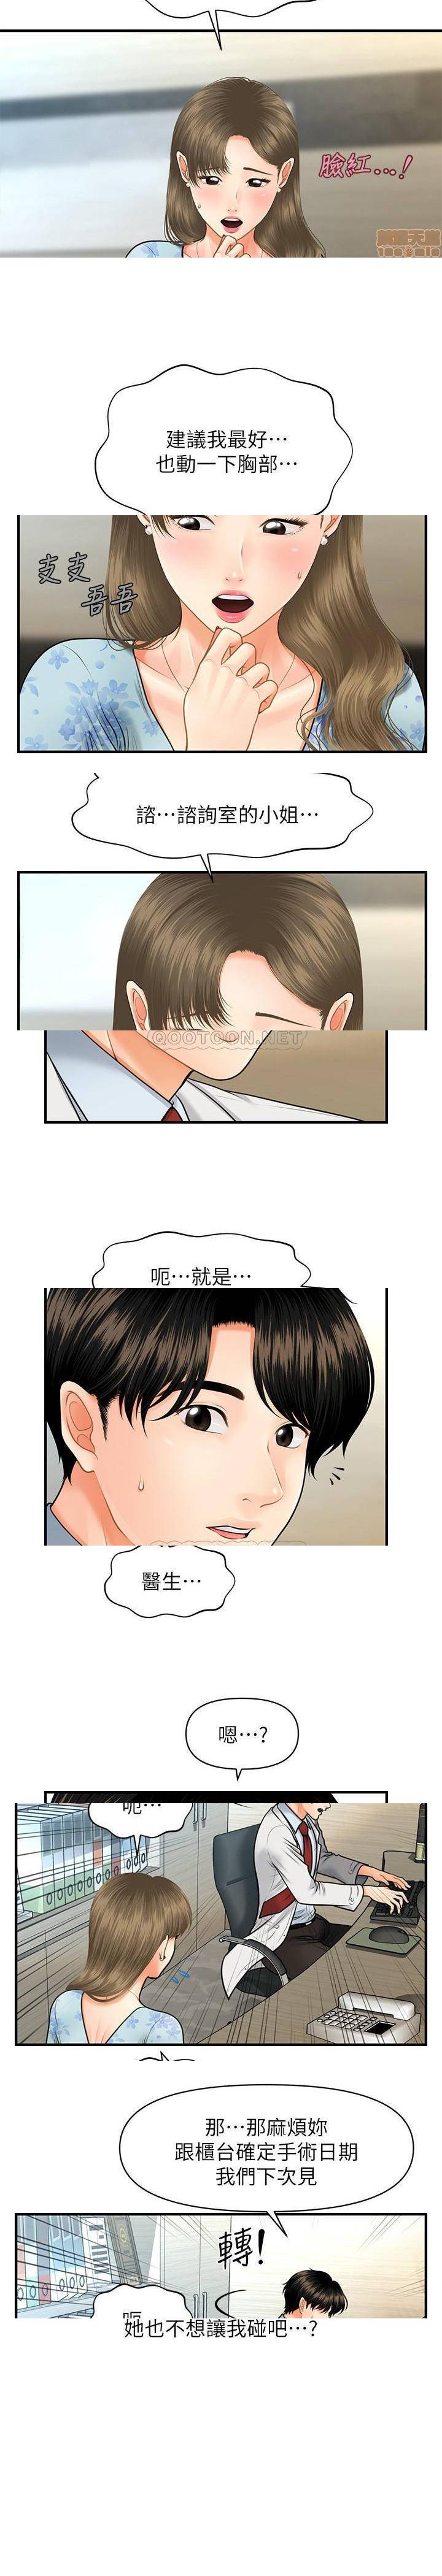 臉紅…!
建議我最好…
也動一下胸部…
支支
吾吾
諮…諮詢室的小姐…
QOOTOON.NET
呃…就是…
醫生…
嗯…?
呃…
那…那麻煩妳
跟櫃台確定手術日期
我們下次見
轉!
她也不想讓我碰吧…?